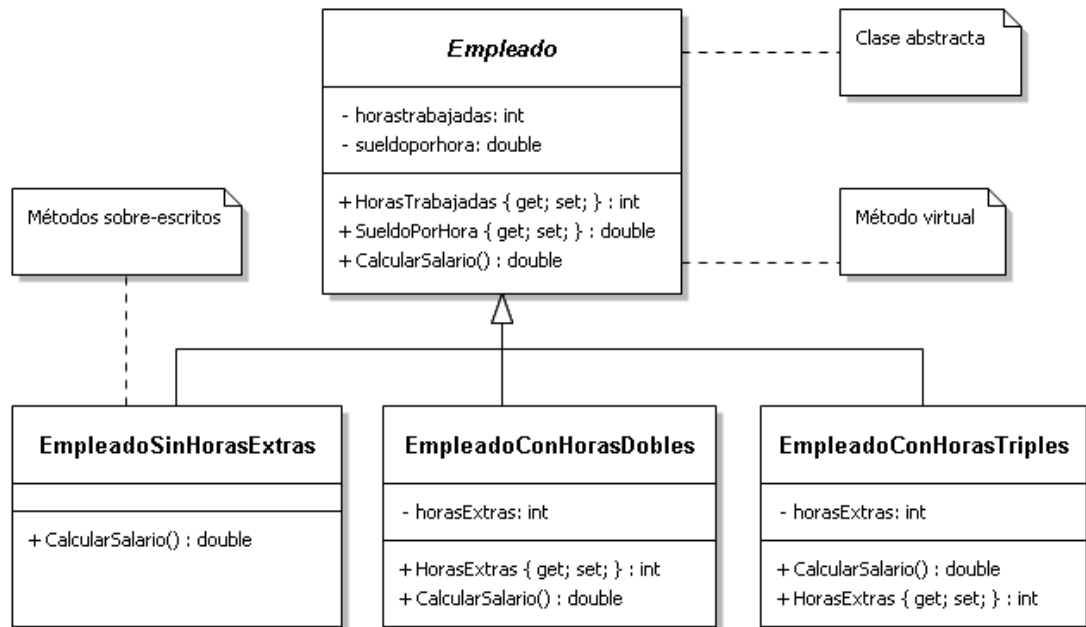 Empleado
- horastrabajadas: int
- sueldoporhora: double
+ HorasTrabajadas { get; set; } : int
+ SueldoPorHora { get; set; } : double
+ CalcularSalario() : double
Clase abstracta
Métodos sobre-escritos
Método virtual
EmpleadoSinHorasExtras
+ CalcularSalario() : double
EmpleadoConHorasDobles
- horasExtras: int
+ HorasExtras { get; set; } : int
+ CalcularSalario() : double
EmpleadoConHorasTriples
- horasExtras: int
+ CalcularSalario() : double
+ HorasExtras { get; set; } : int